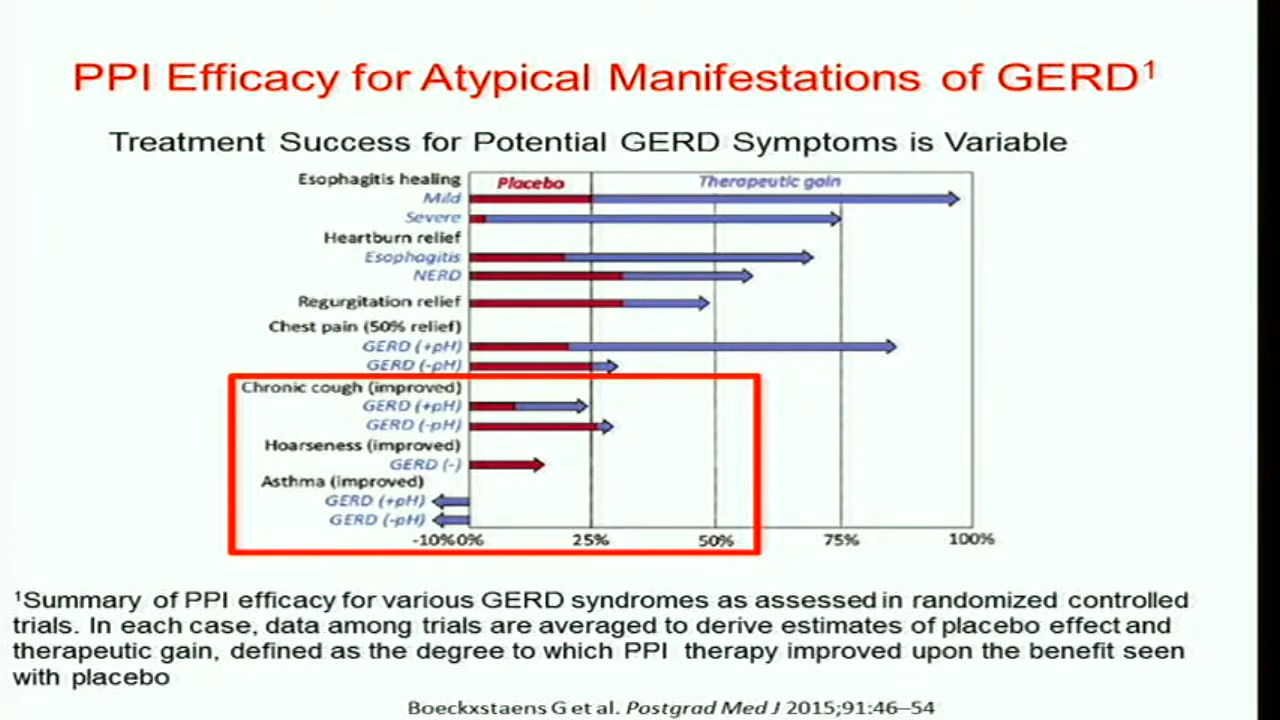 PPI Efficacy for Atypical Manifestations of GERD¹
Treatment Success for Potential GERD Symptoms is Variable
Esophagitis healing
Placebo
Therapeutic gain
Mild
Severe
Heartburn relief
Esophagitis
NERD
Regurgitation relief
Chest pain (50% relief)
GERD (+pH)
GERD (-pH)
Chronic cough (improved)
GERD (+pH)
GERD (-pH)
Hoarseness (improved)
GERD (-)
Asthma (improved)
GERD (+pH)
GERD (-pH)
-10% 0% 25% 50% 75% 100%
¹Summary of PPI efficacy for various GERD syndromes as assessed in randomized controlled
trials. In each case, data among trials are averaged to derive estimates of placebo effect and
therapeutic gain, defined as the degree to which PPI therapy improved upon the benefit seen
with placebo
Boeckxstaens G et al. Postgrad Med J 2015;91:46–54